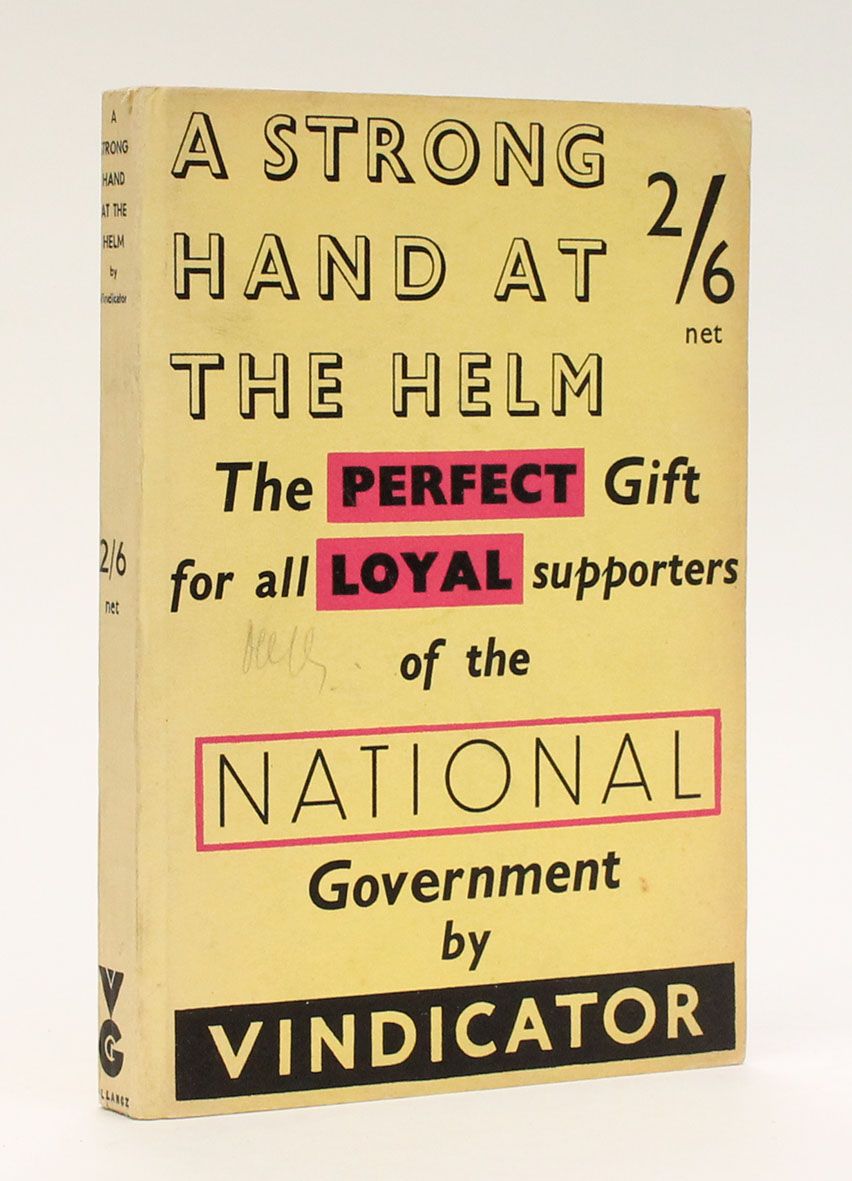 A
STRONG
HAND
AT THE
HELM
by
Vindicator
2/6
net
VG
A STRONG
HAND AT
THE HELM
2/6
net
The PERFECT Gift
for all LOYAL supporters
of the
NATIONAL
Government
by
VINDICATOR